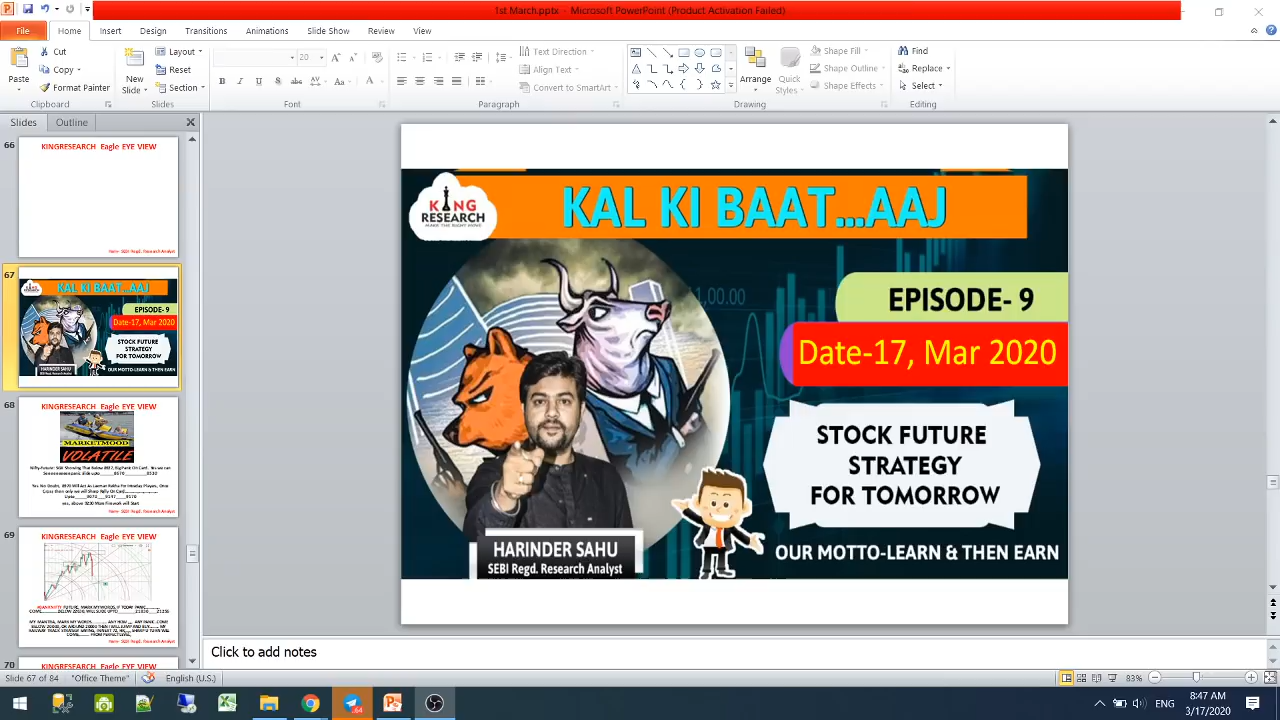 1st March.pptx - Microsoft PowerPoint (Product Activation Failed)
File Home Insert Design Transitions Animations Slide Show Review View
Paste
Cut
Copy
Format Painter
Clipboard
New
Slide
Layout
Reset
Section
Slides
20
Font
Paragraph
Text Direction
Align Text
Convert to SmartArt
Arrange
Quick
Styles
Shape Fill
Shape Outline
Shape Effects
Drawing
Find
Replace
Select
Editing
Slides Outline
66
KINGRESEARCH Eagle EYE VIEW
67
KAL KI BAAT...AAJ
EPISODE- 9
Date-17, Mar 2020
STOCK FUTURE
STRATEGY
FOR TOMORROW
HARINDER SAHU
OUR MOTTO-LEARN & THEN EARN
68
KINGRESEARCH Eagle EYE VIEW
MARKETMOOD
VOLATILE
69
KINGRESEARCH Eagle EYE VIEW
70
KINGRESEARCH Eagle EYE VIEW
KING
RESEARCH
KAL KI BAAT...AAJ
1,00.00
EPISODE- 9
Date-17, Mar 2020
STOCK FUTURE
STRATEGY
FOR TOMORROW
HARINDER SAHU
SEBI Regd. Research Analyst
OUR MOTTO-LEARN & THEN EARN
Click to add notes
Slide 67 of 84 "Office Theme" English (U.S.) 83%
64
ENG
8:47 AM
3/17/2020